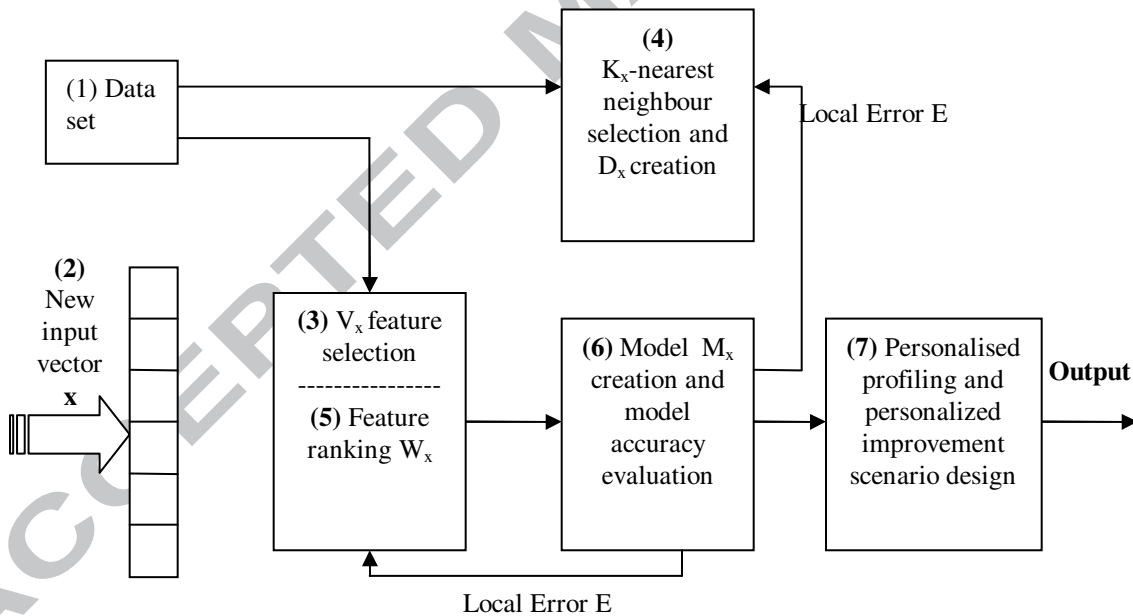 (1) Data
set
(4)
Kx-nearest
neighbour
selection and
Dx creation
Local Error E
(2)
New
input
vector
x
(3) Vx feature
selection
----------------
(5) Feature
ranking Wx
(6) Model Mx
creation and
model
accuracy
evaluation
(7) Personalised
profiling and
personalized
improvement
scenario design
Output
Local Error E
ACCEPTED M